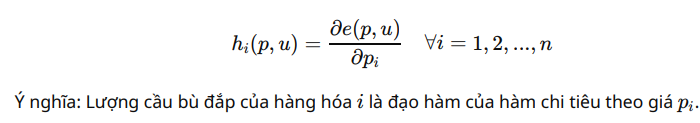 h_i(p, u) = ∂e(p, u) / ∂p_i ∀i = 1, 2, ..., n
Ý nghĩa: Lượng cầu bù đắp của hàng hóa i là đạo hàm của hàm chi tiêu theo giá p_i.